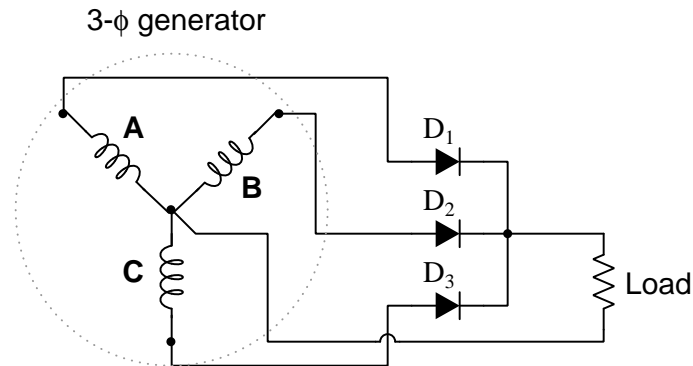 3-ϕ generator
A
B
C
D₁
D₂
D₃
Load